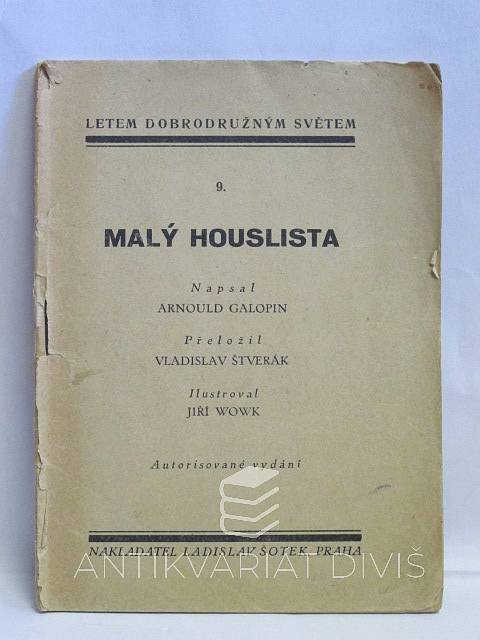 LETEM DOBRODRUŽNÝM SVĚTEM
9.
MALÝ HOUSLISTA
Napsal
ARNOULD GALOPIN
Přeložil
VLADISLAV ŠTVERÁK
Ilustroval
JIŘÍ WOWK
Autorisované vydání
NAKLADATEL LADISLAV ŠOTEK, PRAHA
ANTIKVARIÁT DIVIŠ